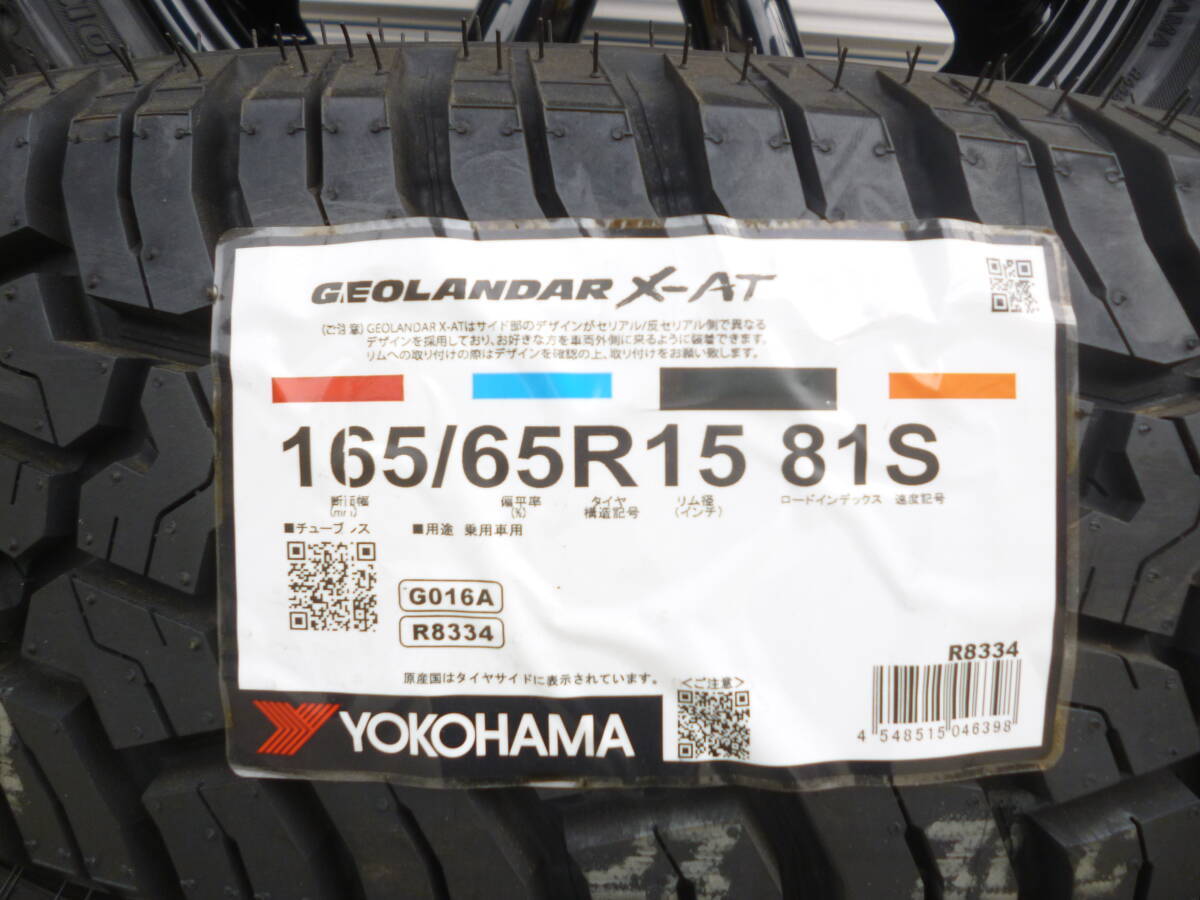 GEOLANDAR X-AT
(ご注意) GEOLANDAR X-ATはサイド部のデザインがセリアル/反セリアル側で異なる
デザインを採用しており、お好きな方を車両外側に来るように装着できます。
リムへの取り付けの際はデザインを確認の上、取り付けをお願い致します。
165/65R15 81S
断面幅 偏平率 タイヤ リム径 ロードインデックス 速度記号
(mm) (%) 構造記号 (インチ)
■チューブレス ■用途 乗用車用
G016A
R8334
R8334
原産国はタイヤサイドに表示されています。
<ご注意>
YOKOHAMA
4 548515 046398